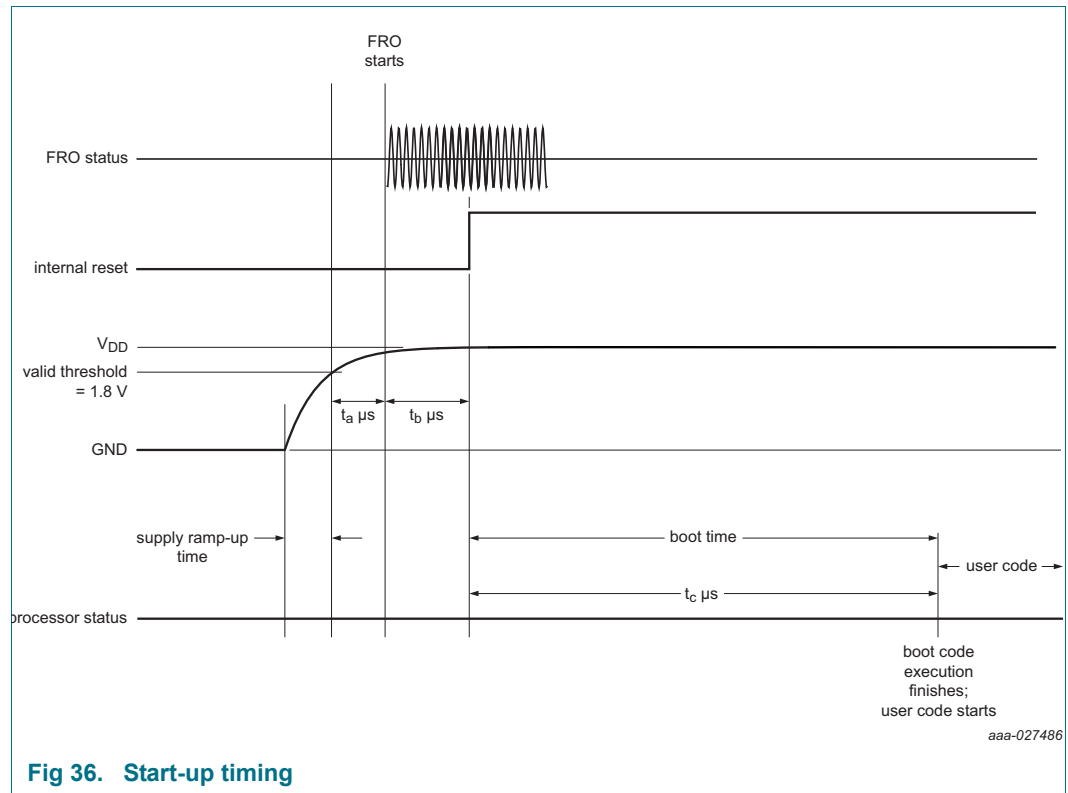 FRO
starts
FRO status
internal reset
VDD
valid threshold
= 1.8 V
ta µs
tb µs
GND
supply ramp-up
time
boot time
user code
tc µs
processor status
boot code
execution
finishes;
user code starts
aaa-027486
Fig 36. Start-up timing